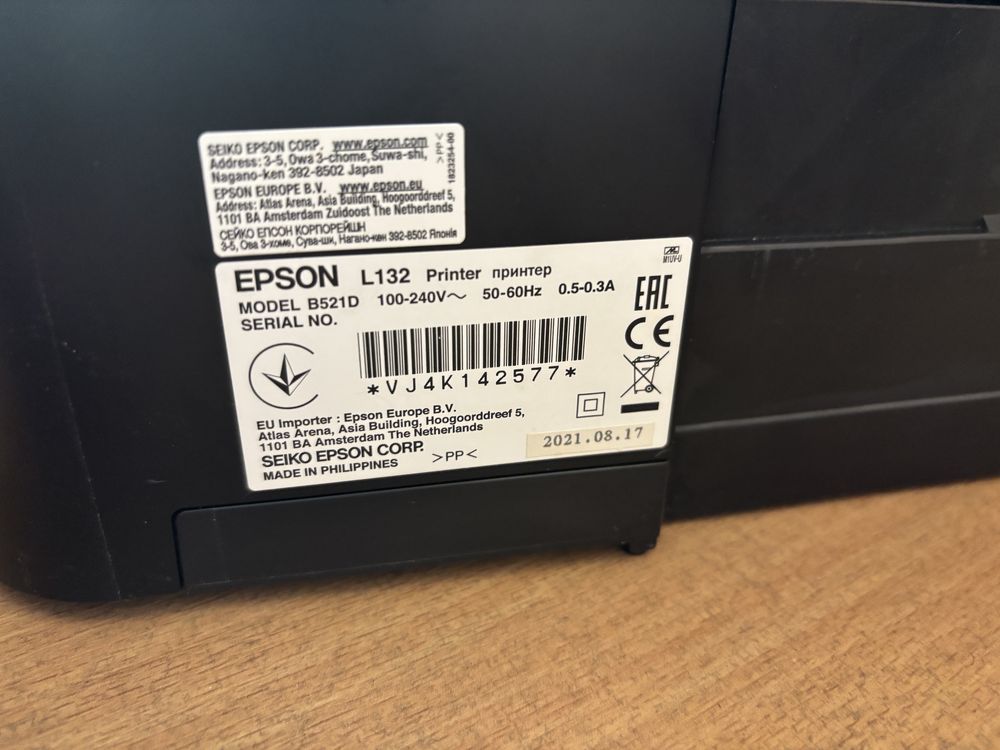 SEIKO EPSON CORP. www.epson.com
Address: 3-5, Owa 3-chome, Suwa-shi,
Nagano-ken 392-8502 Japan
EPSON EUROPE B.V. www.epson.eu
Address: Atlas Arena, Asia Building, Hoogoorddreef 5,
1101 BA Amsterdam Zuidoost The Netherlands
СЕЙКО ЕПСОН КОРПОРЕЙШН
3-5, Ова 3-хоме, Сува-ши, Нагано-кен 392-8502 Японія
>PP<
1823254-00
EPSON L132 Printer принтер
MODEL B521D 100-240V～ 50-60Hz 0.5-0.3A
SERIAL NO.
*VJ4K142577*
M1UV-U
EAC
CE
EU Importer : Epson Europe B.V.
Atlas Arena, Asia Building, Hoogoorddreef 5,
1101 BA Amsterdam The Netherlands
SEIKO EPSON CORP. >PP<
MADE IN PHILIPPINES
2021.08.17